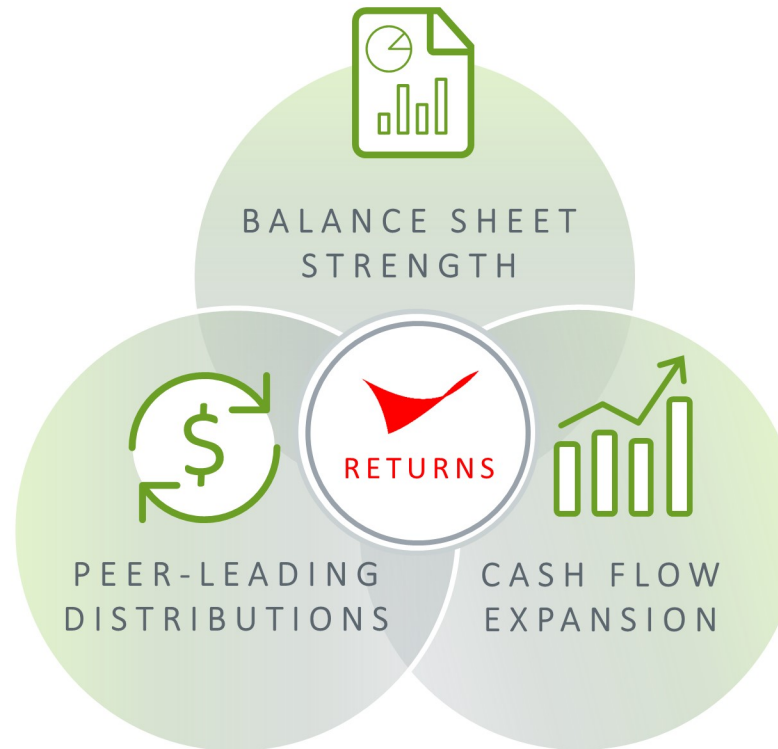 BALANCE SHEET
STRENGTH
$
RETURNS
PEER-LEADING
DISTRIBUTIONS
CASH FLOW
EXPANSION